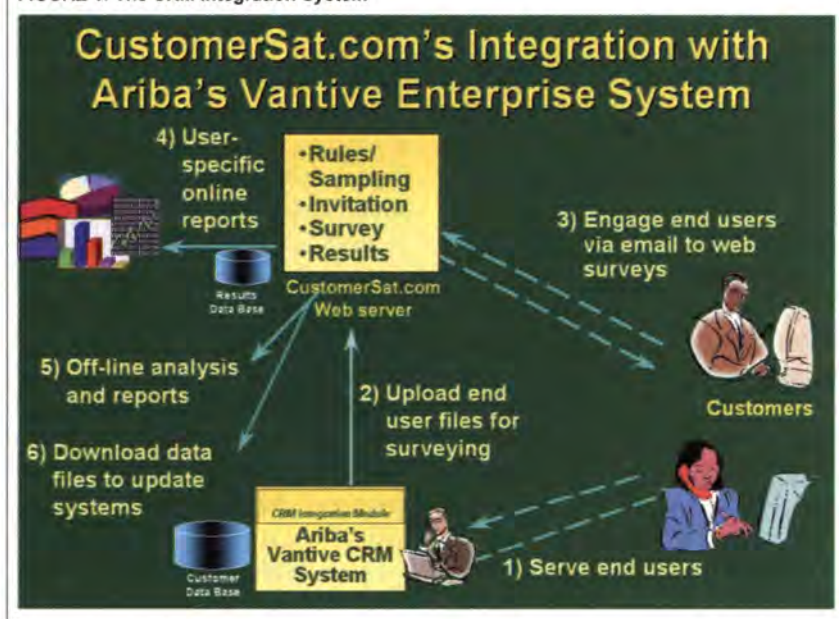 FIGURE 1. The CRM Integration System
CustomerSat.com's Integration with
Ariba's Vantive Enterprise System
4) User-
specific
online
reports
•Rules/
Sampling
•Invitation
•Survey
•Results
Results
Data Base
CustomerSat.com
Web server
3) Engage end users
via email to web
surveys
Customers
5) Off-line analysis
and reports
2) Upload end
user files for
surveying
6) Download data
files to update
systems
CRM Integration Module
Ariba's
Vantive CRM
System
Customer
Data Base
1) Serve end users